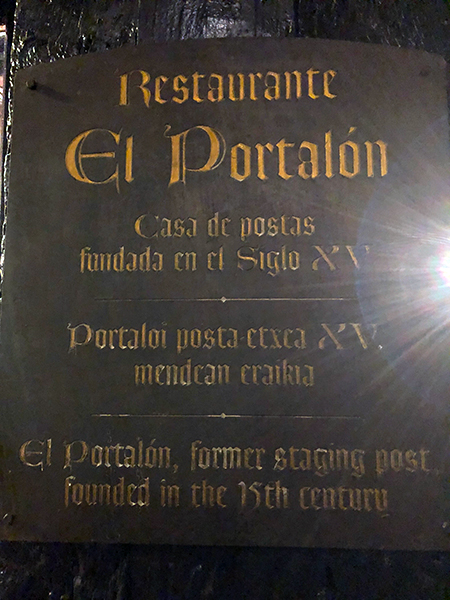 Restaurante
El Portalón
Casa de postas
fundada en el Siglo XV
Portaloi posta-etxea XV.
mendean eraikia
El Portalón, former staging post,
founded in the 15th century